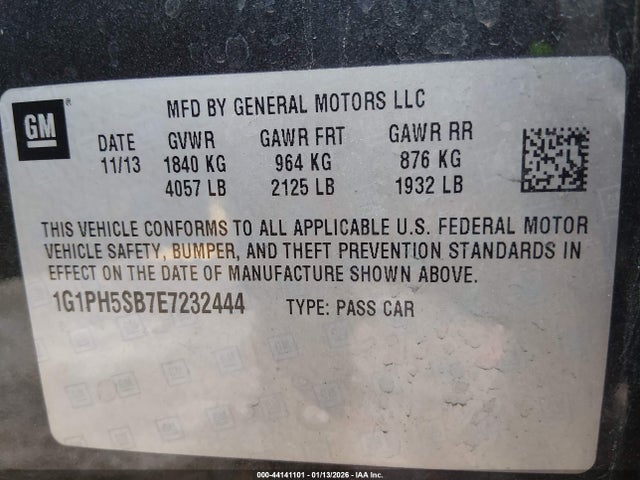 GM
MFD BY GENERAL MOTORS LLC
DATE GVWR GAWR FRT GAWR RR
11/13 1840 KG 964 KG 876 KG
4057 LB 2125 LB 1932 LB
THIS VEHICLE CONFORMS TO ALL APPLICABLE U.S. FEDERAL MOTOR
VEHICLE SAFETY, BUMPER, AND THEFT PREVENTION STANDARDS IN
EFFECT ON THE DATE OF MANUFACTURE SHOWN ABOVE.
1G1PH5SB7E7232444 TYPE: PASS CAR
000-44141101 - 01/13/2026 - IAA Inc.